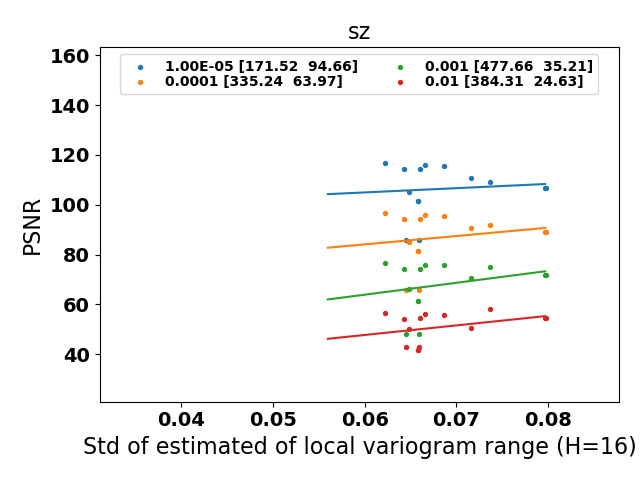 sz
1.00E-05 [171.52  94.66]
0.0001 [335.24  63.97]
0.001 [477.66  35.21]
0.01 [384.31  24.63]
160
140
120
100
80
60
40
PSNR
0.04 0.05 0.06 0.07 0.08
Std of estimated of local variogram range (H=16)